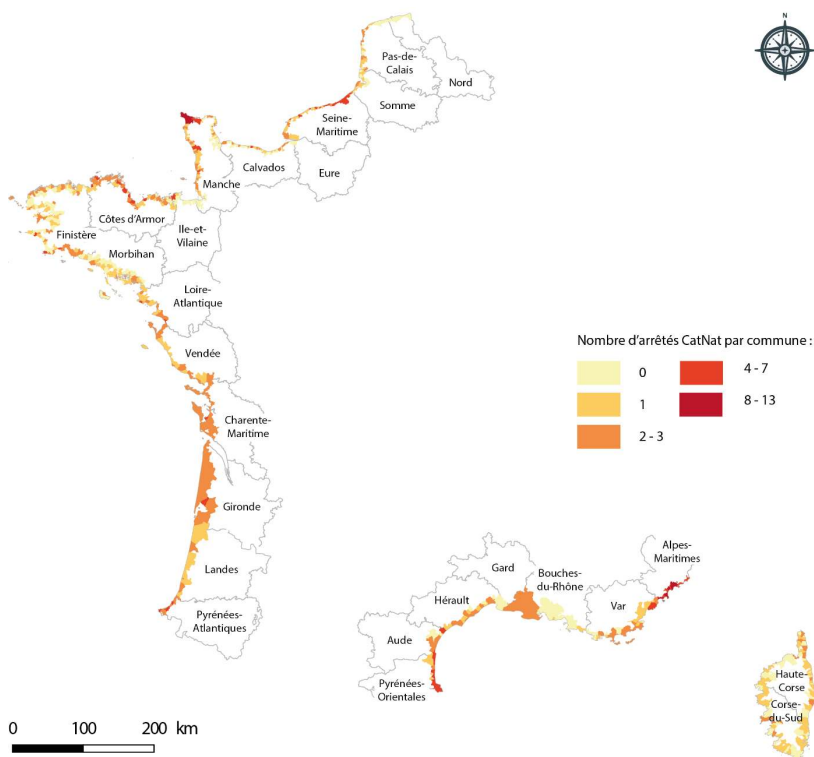 N
Pas-de-
Calais
Nord
Somme
Seine-
Maritime
Eure
Calvados
Manche
Côtes d'Armor
Ile-et-
Vilaine
Finistère
Morbihan
Loire-
Atlantique
Vendée
Charente-
Maritime
Gironde
Landes
Pyrénées-
Atlantiques
Nombre d'arrêtés CatNat par commune :
0
4 - 7
1
8 - 13
2 - 3
Alpes-
Maritimes
Gard
Bouches-
du-Rhône
Hérault
Var
Aude
Pyrénées-
Orientales
Haute-
Corse
Corse-
du-Sud
0 100 200 km